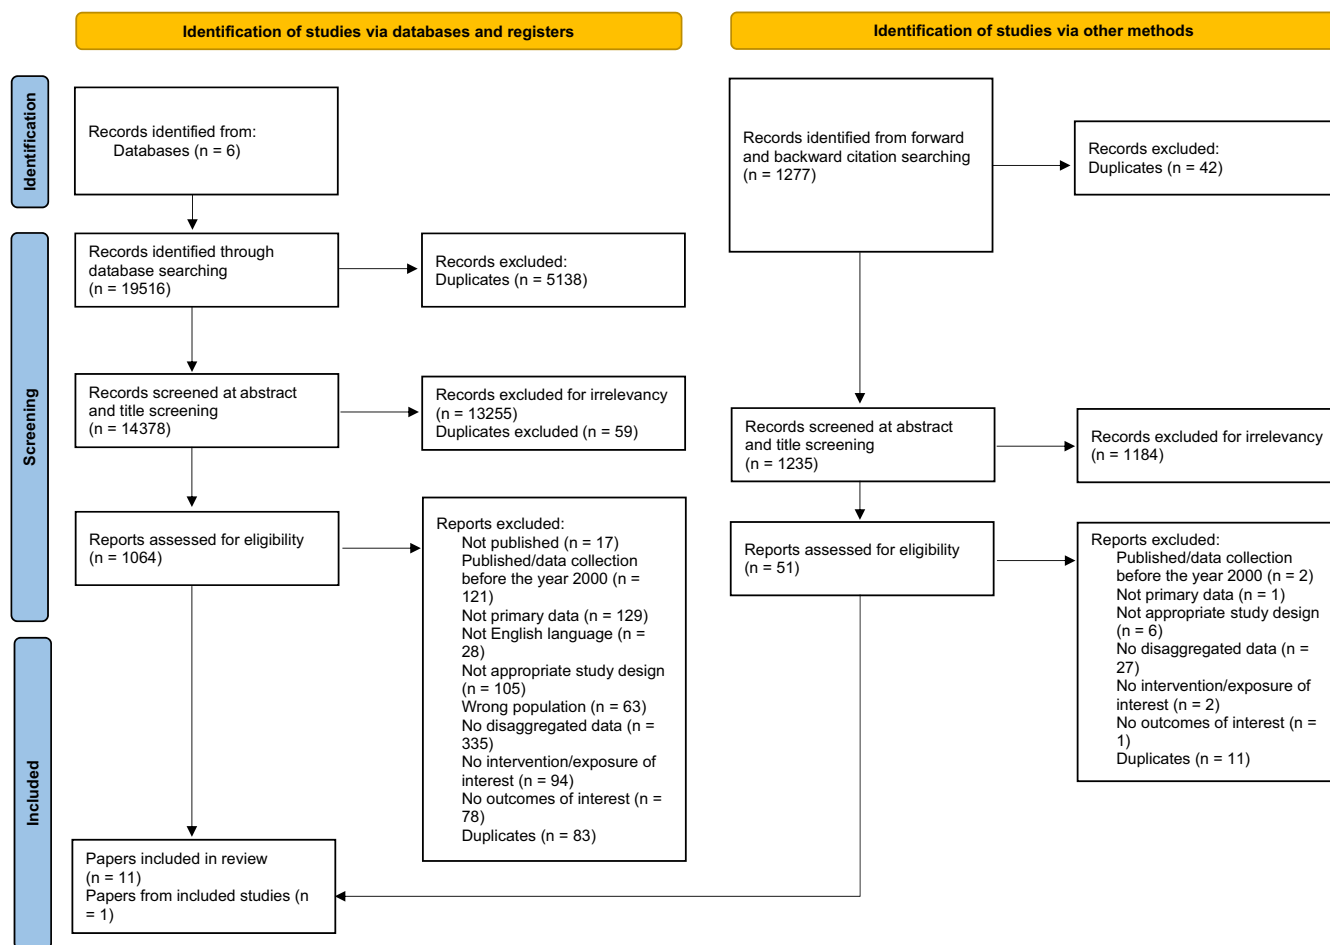 Identification of studies via databases and registers
Identification of studies via other methods
Identification
Records identified from:
Databases (n = 6)
Records identified from forward
and backward citation searching
(n = 1277)
Records excluded:
Duplicates (n = 42)
Screening
Records identified through
database searching
(n = 19516)
Records excluded:
Duplicates (n = 5138)
Records screened at abstract
and title screening
(n = 14378)
Records excluded for irrelevancy
(n = 13255)
Duplicates excluded (n = 59)
Records screened at abstract
and title screening
(n = 1235)
Records excluded for irrelevancy
(n = 1184)
Reports assessed for eligibility
(n = 1064)
Reports excluded:
Not published (n = 17)
Published/data collection
before the year 2000 (n =
121)
Not primary data (n = 129)
Not English language (n =
28)
Not appropriate study design
(n = 105)
Wrong population (n = 63)
No disaggregated data (n =
335)
No intervention/exposure of
interest (n = 94)
No outcomes of interest (n =
78)
Duplicates (n = 83)
Reports assessed for eligibility
(n = 51)
Reports excluded:
Published/data collection
before the year 2000 (n = 2)
Not primary data (n = 1)
Not appropriate study design
(n = 6)
No disaggregated data (n =
27)
No intervention/exposure of
interest (n = 2)
No outcomes of interest (n =
1)
Duplicates (n = 11)
Included
Papers included in review
(n = 11)
Papers from included studies (n
= 1)